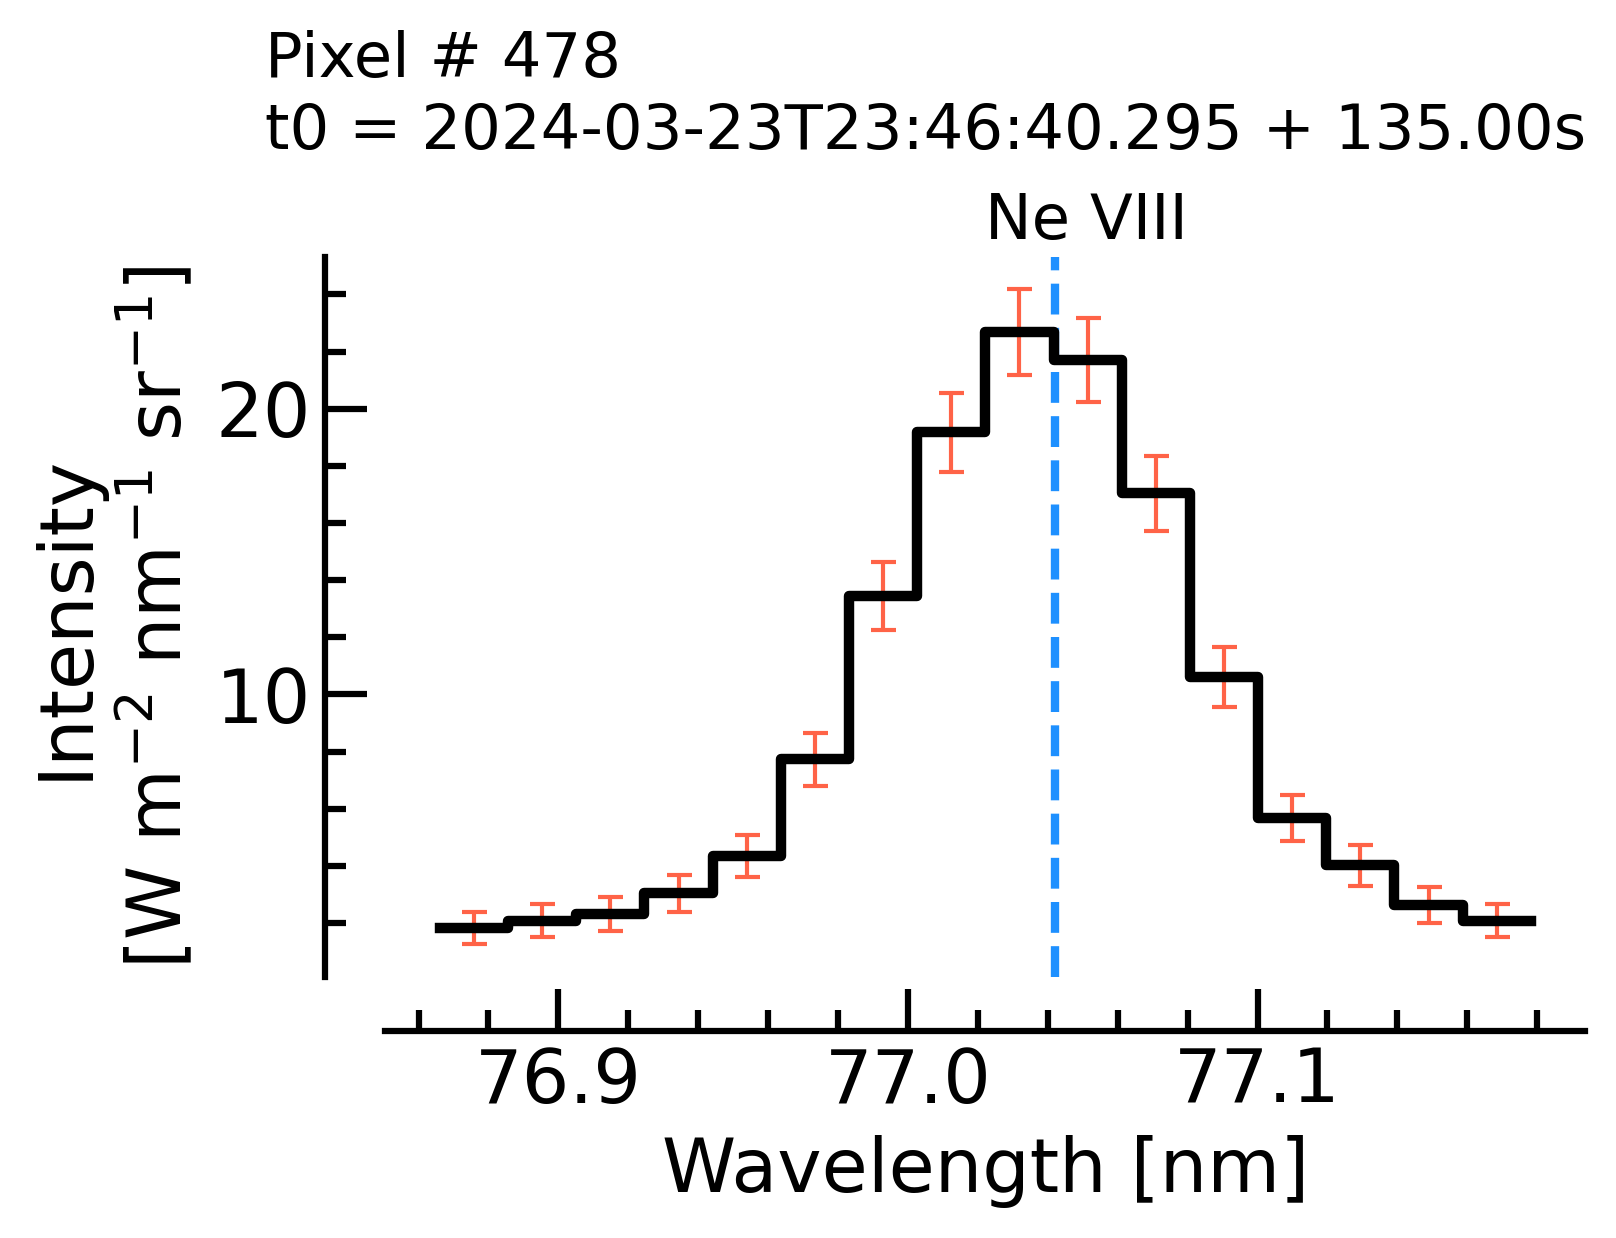 Pixel # 478
t0 = 2024-03-23T23:46:40.295 + 135.00s
Ne VIII
Intensity
[W m⁻² nm⁻¹ sr⁻¹]
20
10
76.9 77.0 77.1
Wavelength [nm]